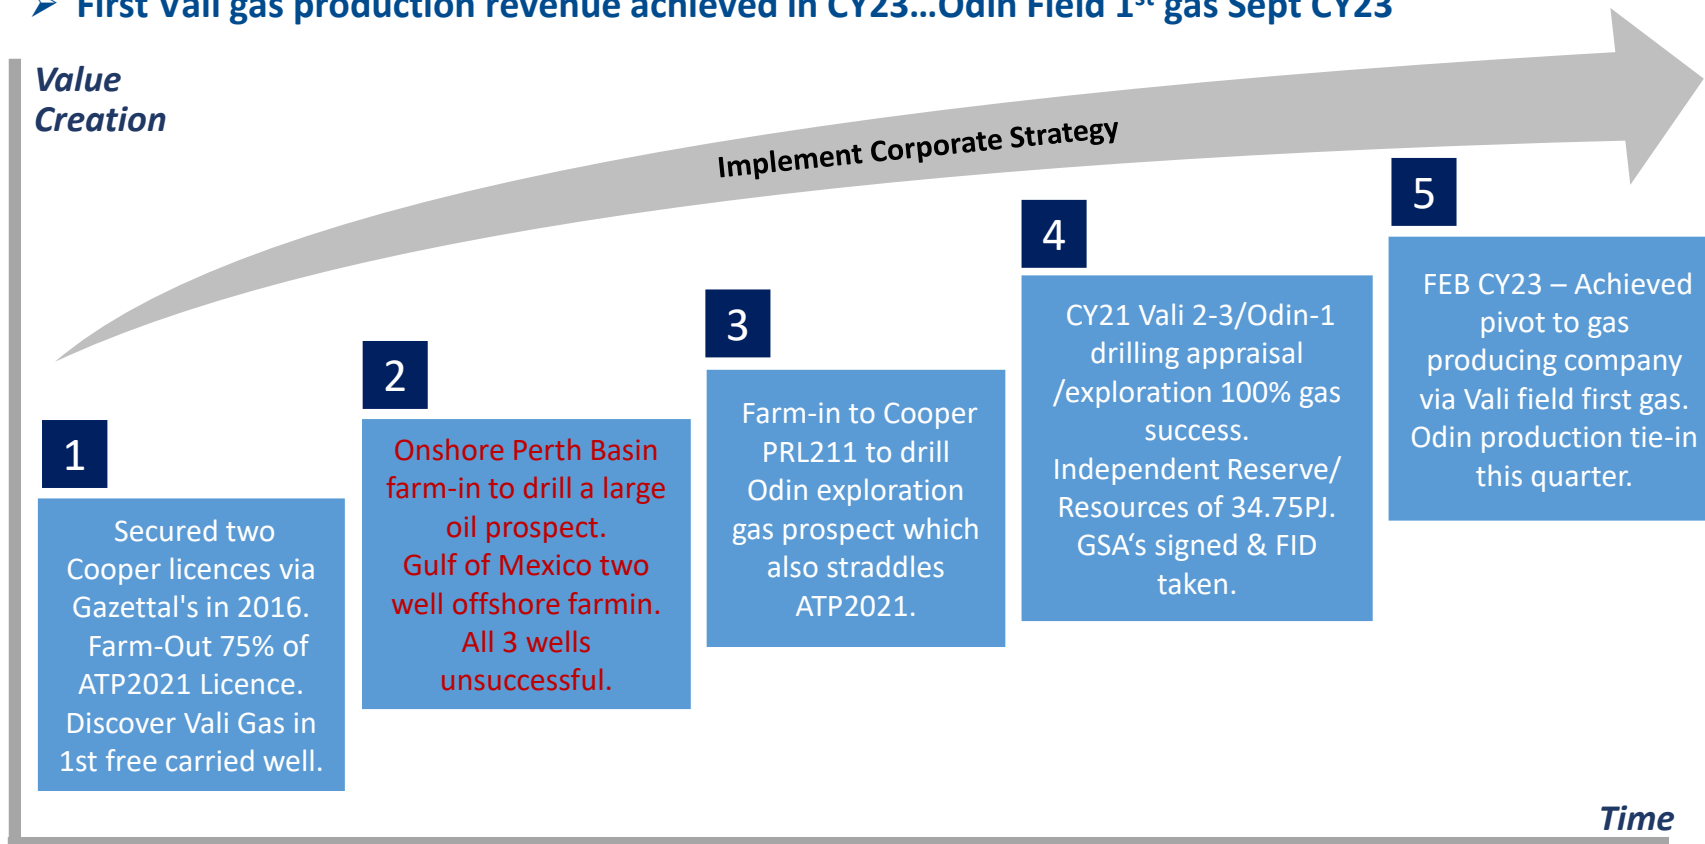 ➢ First Vali gas production revenue achieved in CY23...Odin Field 1st gas Sept CY23
Value
Creation
Implement Corporate Strategy
1
Secured two
Cooper licences via
Gazettal's in 2016.
Farm-Out 75% of
ATP2021 Licence.
Discover Vali Gas in
1st free carried well.
2
Onshore Perth Basin
farm-in to drill a large
oil prospect.
Gulf of Mexico two
well offshore farmin.
All 3 wells
unsuccessful.
3
Farm-in to Cooper
PRL211 to drill
Odin exploration
gas prospect which
also straddles
ATP2021.
4
CY21 Vali 2-3/Odin-1
drilling appraisal
/exploration 100% gas
success.
Independent Reserve/
Resources of 34.75PJ.
GSA‘s signed & FID
taken.
5
FEB CY23 – Achieved
pivot to gas
producing company
via Vali field first gas.
Odin production tie-in
this quarter.
Time